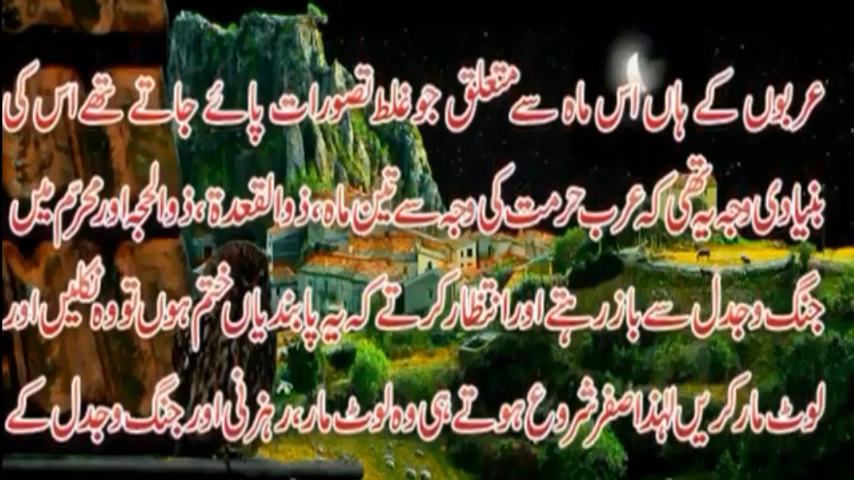 عربوں کے ہاں اس ماہ سے متعلق جو غلط تصورات پائے جاتے تھے اس کی
بنیادی وجہ یہ تھی کہ عرب حرمت کی وجہ سے تین ماہ، ذوالقعدۃ، ذوالحجہ اور محرّم میں
جنگ و جدل سے باز رہتے اور انتظار کرتے کہ یہ پابندیاں ختم ہوں تو وہ نکلیں اور
لوٹ مار کریں لہٰذا صفر شروع ہوتے ہی وہ لوٹ مار، رہزنی اور جنگ و جدل کے